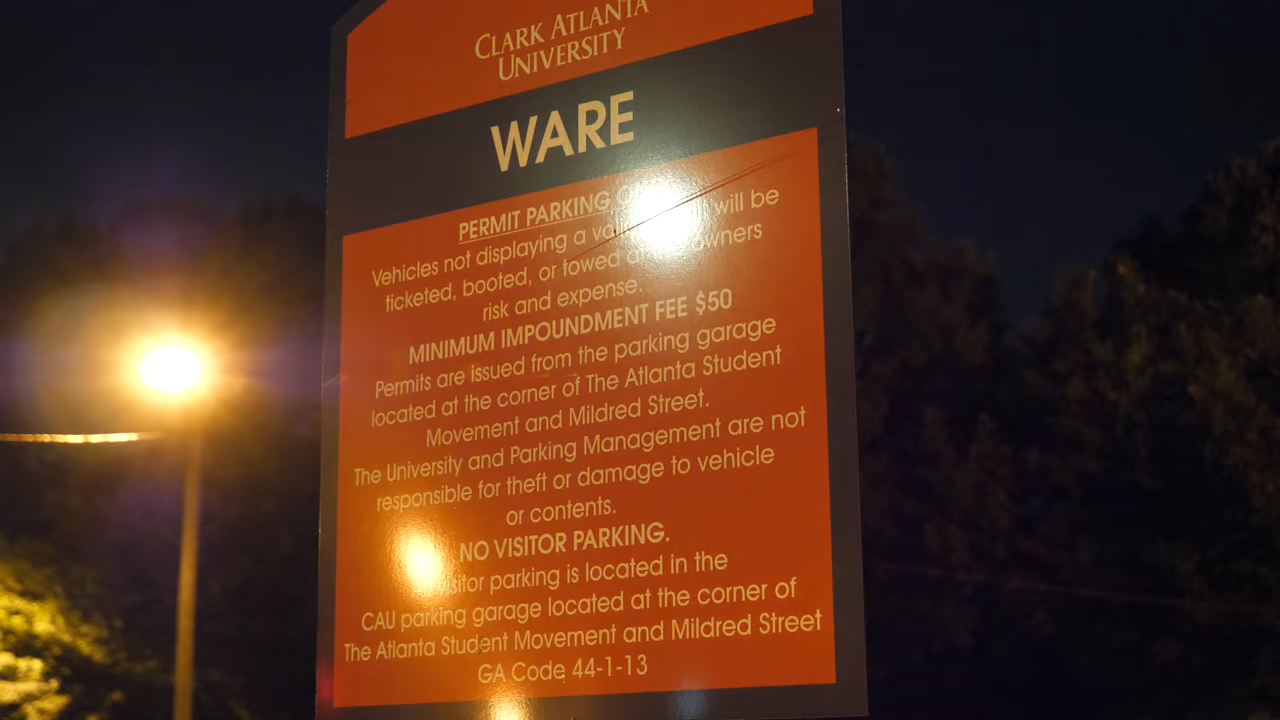 CLARK ATLANTA
UNIVERSITY
WARE
PERMIT PARKING
Vehicles not displaying a will be
ticketed, booted, or towed at owners
risk and expense.
MINIMUM IMPOUNDMENT FEE $50
Permits are issued from the parking garage
located at the corner of The Atlanta Student
Movement and Mildred Street.
The University and Parking Management are not
responsible for theft or damage to vehicle
or contents.
NO VISITOR PARKING.
Visitor parking is located in the
CAU parking garage located at the corner of
The Atlanta Student Movement and Mildred Street
GA Code 44-1-13